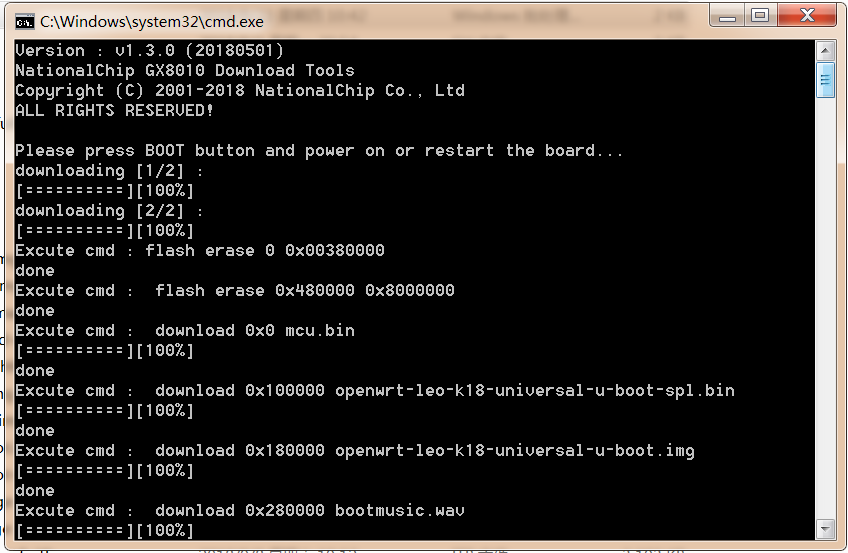 C:\Windows\system32\cmd.exe
Version : v1.3.0 (20180501)
NationalChip GX8010 Download Tools
Copyright (C) 2001-2018 NationalChip Co., Ltd
ALL RIGHTS RESERVED!
Please press BOOT button and power on or restart the board...
downloading [1/2] :
[==========][100%]
downloading [2/2] :
[==========][100%]
Excute cmd : flash erase 0 0x00380000
done
Excute cmd :  flash erase 0x480000 0x8000000
done
Excute cmd :  download 0x0 mcu.bin
[==========][100%]
done
Excute cmd :  download 0x100000 openwrt-leo-k18-universal-u-boot-spl.bin
[==========][100%]
done
Excute cmd :  download 0x180000 openwrt-leo-k18-universal-u-boot.img
[==========][100%]
done
Excute cmd :  download 0x280000 bootmusic.wav
[==========][100%]